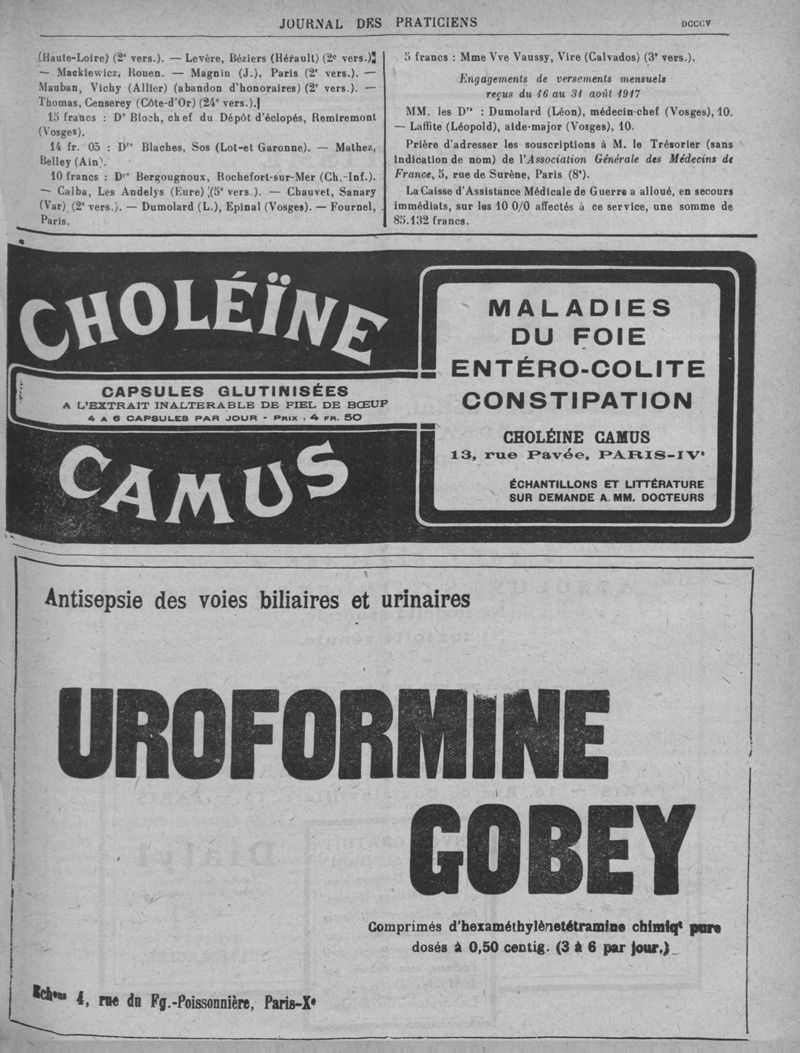 JOURNAL DES PRATICIENS
DCCCV
(Haute-Loire) (2e vers.). — Levère, Béziers (Hérault) (2e vers.)
— Mackiewicz, Rouen. — Magnin (J.), Paris (2e vers.). —
Mauban, Vichy (Allier) (abandon d'honoraires) (2e vers.). —
Thomas, Censerey (Côte-d'Or) (24e vers.).
15 francs : Dr Bloch, chef du Dépôt d'éclopés, Remiremont
(Vosges).
14 fr. 05 : Drs Blaches, Sos (Lot-et Garonne). — Mathez,
Belley (Ain).
10 francs : Drs Bergougnoux, Rochefort-sur-Mer (Ch.-Inf.).
— Caiba, Les Andelys (Eure) (5e vers.). — Chauvet, Sanary
(Var) (2e vers.). — Dumolard (L.), Epinal (Vosges). — Fournel,
Paris.
5 francs : Mme Vve Vaussy, Vire (Calvados) (3e vers.).
Engagements de versements mensuels
reçus du 16 au 31 août 1917
MM. les Drs : Dumolard (Léon), médecin-chef (Vosges), 10.
— Laffite (Léopold), aide-major (Vosges), 10.
Prière d'adresser les souscriptions à M. le Trésorier (sans
indication de nom) de l'Association Générale des Médecins de
France, 5, rue de Surène, Paris (8e).
La Caisse d'Assistance Médicale de Guerre a alloué, en secours
immédiats, sur les 10 0/0 affectés à ce service, une somme de
85.132 francs.
CHOLÉÏNE
CAPSULES GLUTINISÉES
A L'EXTRAIT INALTERABLE DE FIEL DE BŒUF
4 A 6 CAPSULES PAR JOUR - PRIX : 4 FR. 50
CAMUS
MALADIES
DU FOIE
ENTÉRO-COLITE
CONSTIPATION
CHOLÉINE CAMUS
13, rue Pavée, PARIS-IVe
ÉCHANTILLONS ET LITTÉRATURE
SUR DEMANDE A MM. DOCTEURS
Antisepsie des voies biliaires et urinaires
UROFORMINE
GOBEY
Comprimés d'hexaméthylènetétramine chimiqt pure
dosés à 0,50 centig. (3 à 6 par jour.)
Echons 4, rue du Fg.-Poissonnière, Paris-Xe